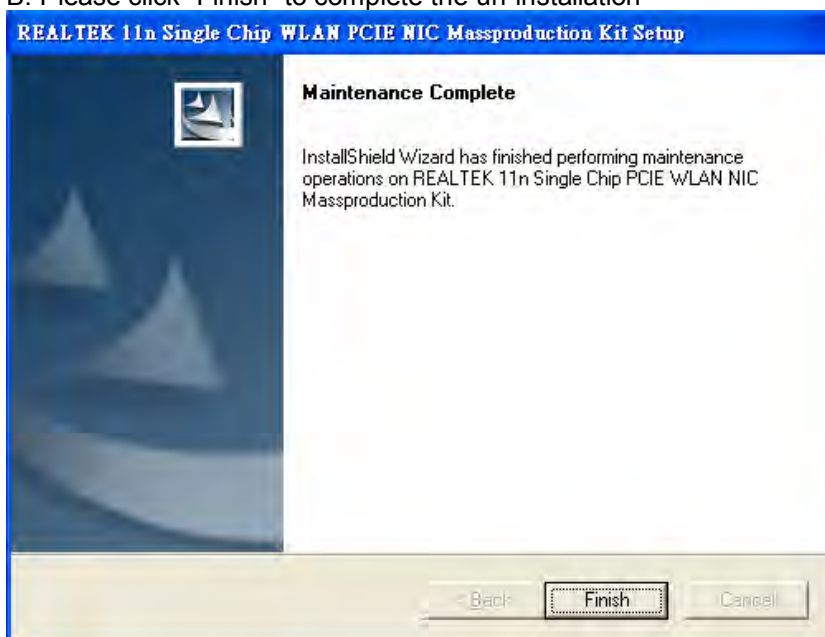 B. Please click “Finish” to complete the un-installation
REALTEK 11n Single Chip WLAN PCIE NIC Massproduction Kit Setup
Maintenance Complete
InstallShield Wizard has finished performing maintenance
operations on REALTEK 11n Single Chip PCIE WLAN NIC
Massproduction Kit.
< Back Finish Cancel